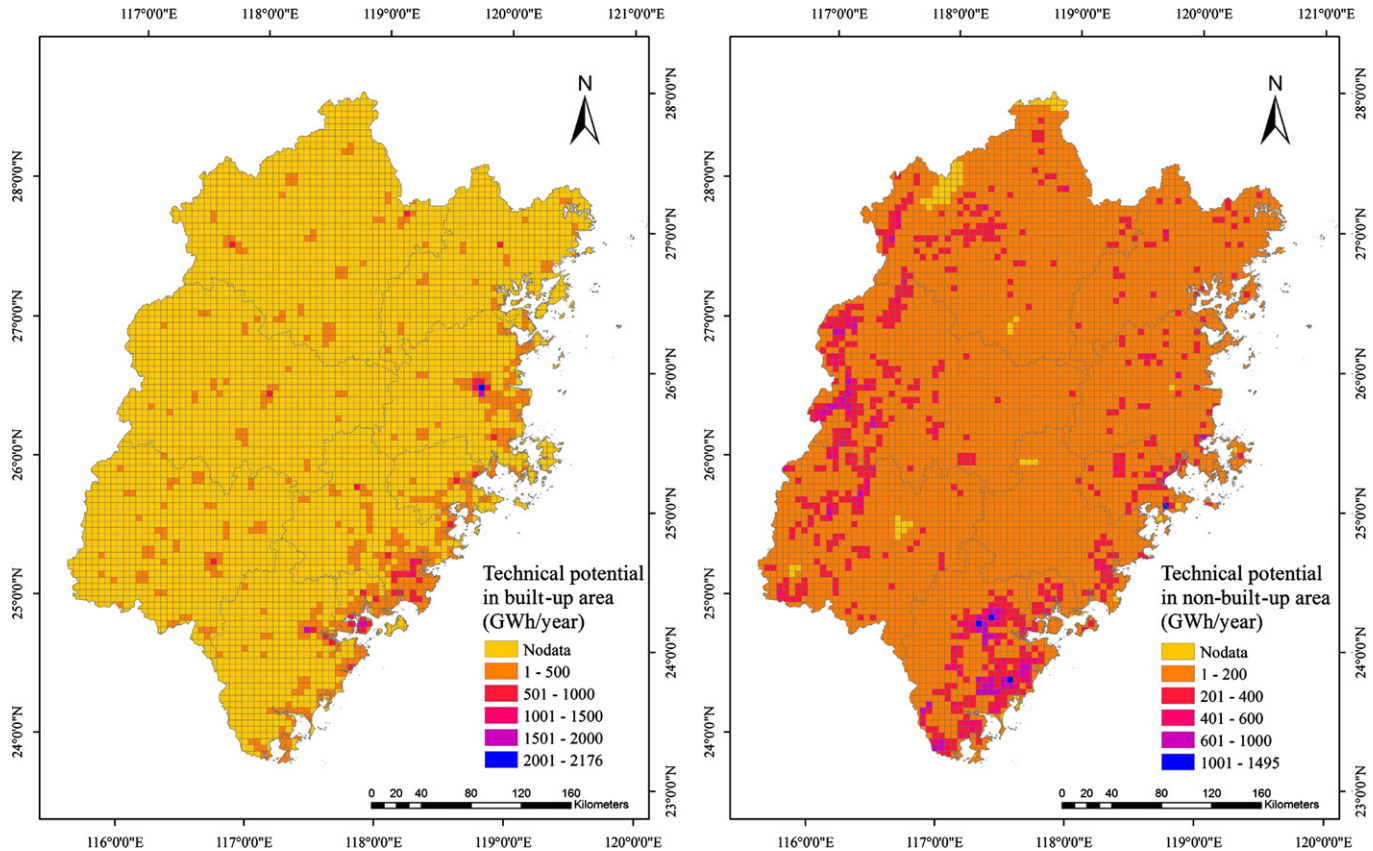 117°0'0"E 118°0'0"E 119°0'0"E 120°0'0"E 121°0'0"E
N
28°0'0"N
27°0'0"N
26°0'0"N
25°0'0"N
24°0'0"N
28°0'0"N
27°0'0"N
26°0'0"N
25°0'0"N
24°0'0"N
23°0'0"N
Technical potential
in built-up area
(GWh/year)
Nodata
1 - 500
501 - 1000
1001 - 1500
1501 - 2000
2001 - 2176
0 20 40 80 120 160
Kilometers
116°0'0"E 117°0'0"E 118°0'0"E 119°0'0"E 120°0'0"E
117°0'0"E 118°0'0"E 119°0'0"E 120°0'0"E 121°0'0"E
N
28°0'0"N
27°0'0"N
26°0'0"N
25°0'0"N
24°0'0"N
28°0'0"N
27°0'0"N
26°0'0"N
25°0'0"N
24°0'0"N
23°0'0"N
Technical potential
in non-built-up area
(GWh/year)
Nodata
1 - 200
201 - 400
401 - 600
601 - 1000
1001 - 1495
0 20 40 80 120 160
Kilometers
116°0'0"E 117°0'0"E 118°0'0"E 119°0'0"E 120°0'0"E